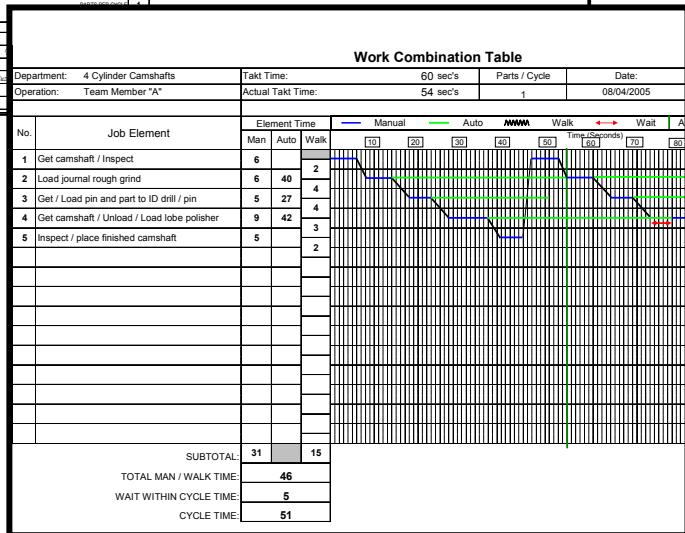 PARTS PER CYCLE 1
Work Combination Table
Department: 4 Cylinder Camshafts Takt Time: 60 sec's Parts / Cycle Date:
Operation: Team Member "A" Actual Takt Time: 54 sec's 1 08/04/2005
No. Job Element Element Time Manual Auto Walk Wait A
Man Auto Walk Time (Seconds)
10 20 30 40 50 60 70 80
1 Get camshaft / Inspect 6
2
2 Load journal rough grind 6 40
4
3 Get / Load pin and part to ID drill / pin 5 27
4
4 Get camshaft / Unload / Load lobe polisher 9 42
3
5 Inspect / place finished camshaft 5
2
SUBTOTAL: 31 15
TOTAL MAN / WALK TIME: 46
WAIT WITHIN CYCLE TIME: 5
CYCLE TIME: 51